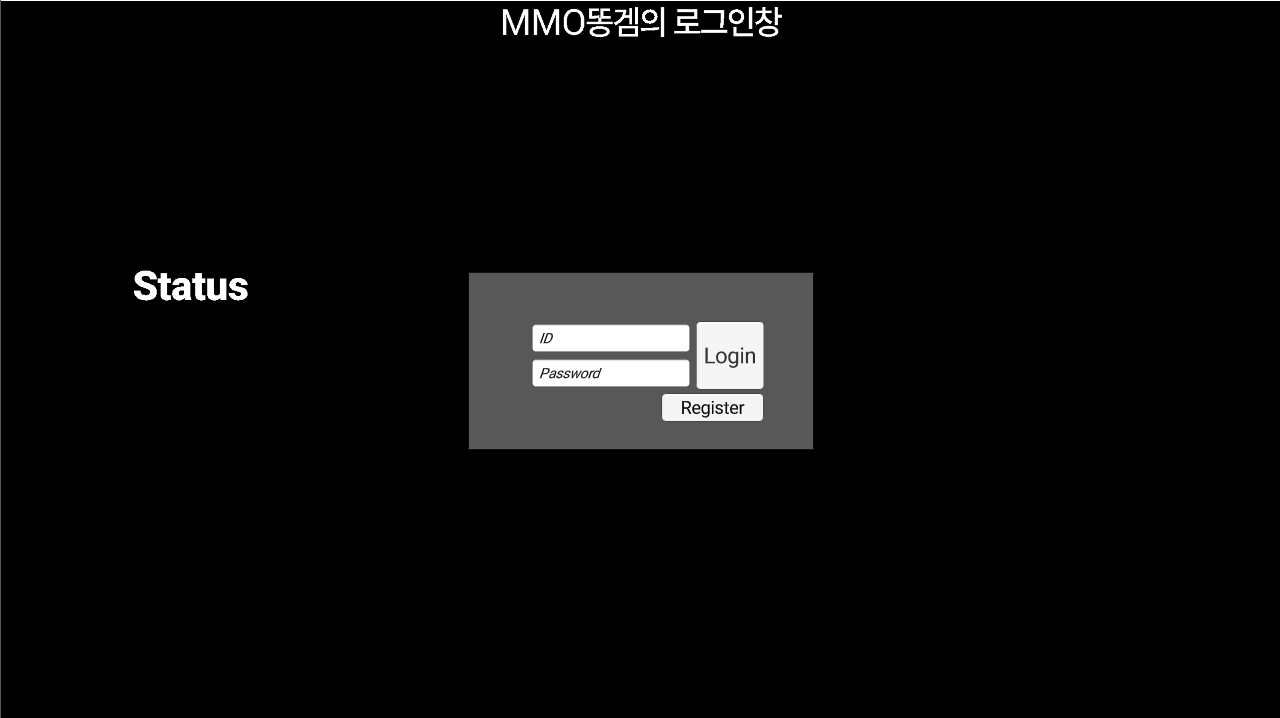 MMO똥겜의 로그인창
Status
ID
Login
Password
Register